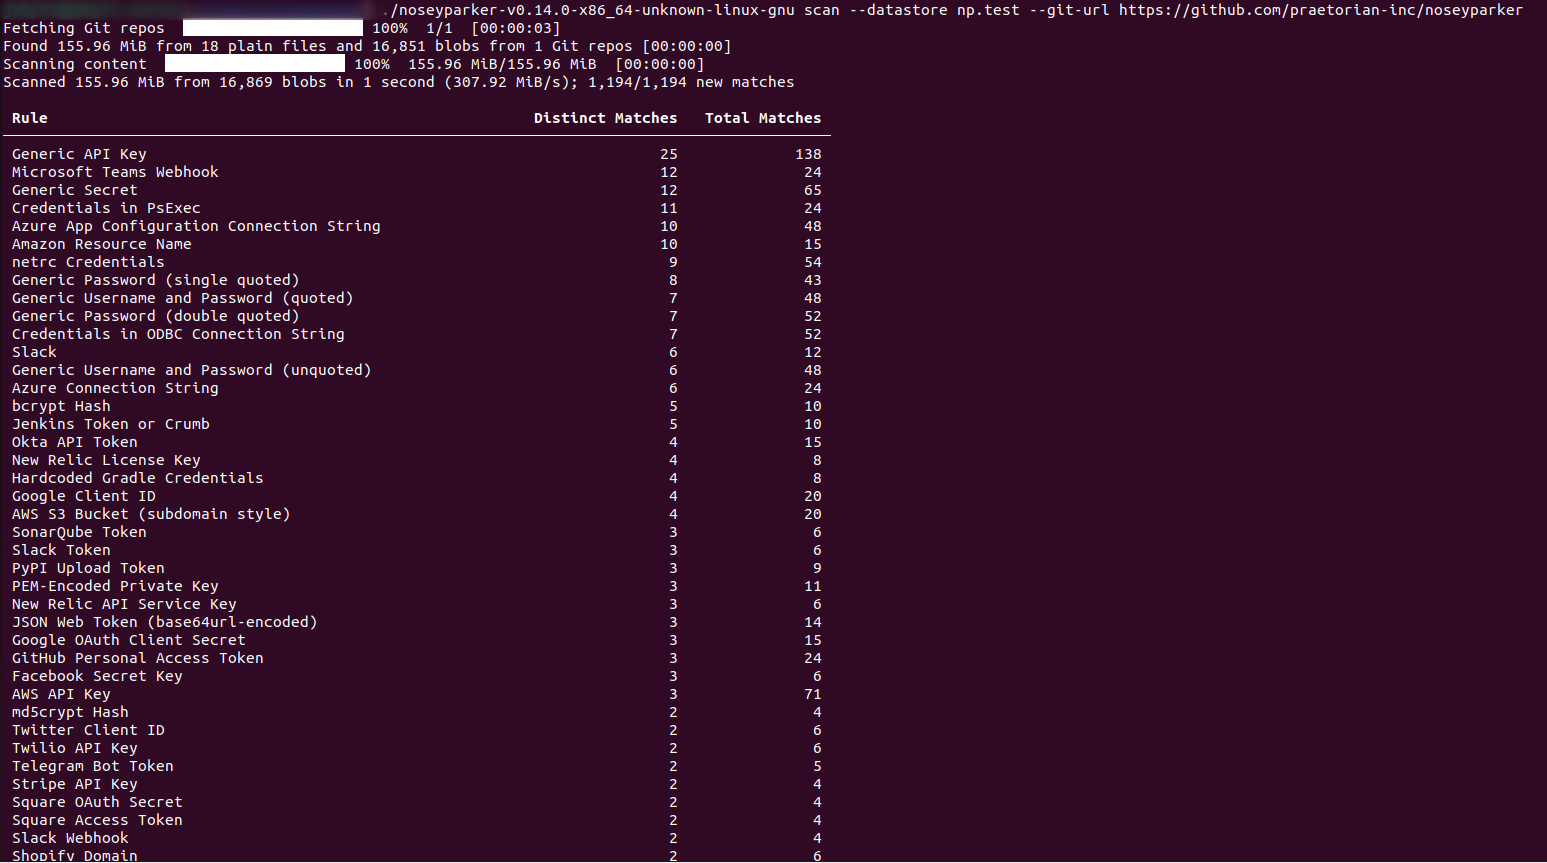 ./noseyparker-v0.14.0-x86_64-unknown-linux-gnu scan --datastore np.test --git-url https://github.com/praetorian-inc/noseyparker
Fetching Git repos 100% 1/1 [00:00:03]
Found 155.96 MiB from 18 plain files and 16,851 blobs from 1 Git repos [00:00:00]
Scanning content 100% 155.96 MiB/155.96 MiB [00:00:00]
Scanned 155.96 MiB from 16,869 blobs in 1 second (307.92 MiB/s); 1,194/1,194 new matches
Rule Distinct Matches Total Matches
Generic API Key 25 138
Microsoft Teams Webhook 12 24
Generic Secret 12 65
Credentials in PsExec 11 24
Azure App Configuration Connection String 10 48
Amazon Resource Name 10 15
netrc Credentials 9 54
Generic Password (single quoted) 8 43
Generic Username and Password (quoted) 7 48
Generic Password (double quoted) 7 52
Credentials in ODBC Connection String 7 52
Slack 6 12
Generic Username and Password (unquoted) 6 48
Azure Connection String 6 24
bcrypt Hash 5 10
Jenkins Token or Crumb 5 10
Okta API Token 4 15
New Relic License Key 4 8
Hardcoded Gradle Credentials 4 8
Google Client ID 4 20
AWS S3 Bucket (subdomain style) 4 20
SonarQube Token 3 6
Slack Token 3 6
PyPI Upload Token 3 9
PEM-Encoded Private Key 3 11
New Relic API Service Key 3 6
JSON Web Token (base64url-encoded) 3 14
Google OAuth Client Secret 3 15
GitHub Personal Access Token 3 24
Facebook Secret Key 3 6
AWS API Key 3 71
md5crypt Hash 2 4
Twitter Client ID 2 6
Twilio API Key 2 6
Telegram Bot Token 2 5
Stripe API Key 2 4
Square OAuth Secret 2 4
Square Access Token 2 4
Slack Webhook 2 4
Shopify Domain 2 6